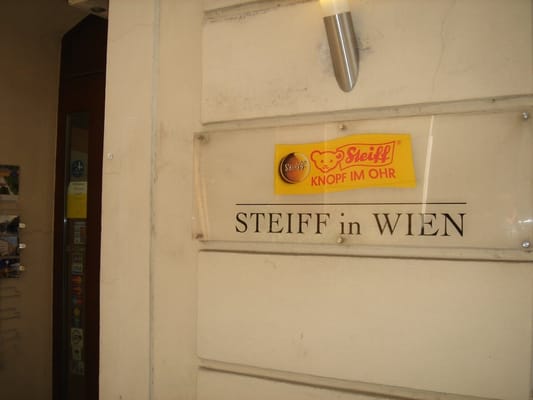 Steiff Steiff®
KNOPF IM OHR
STEIFF in WIEN